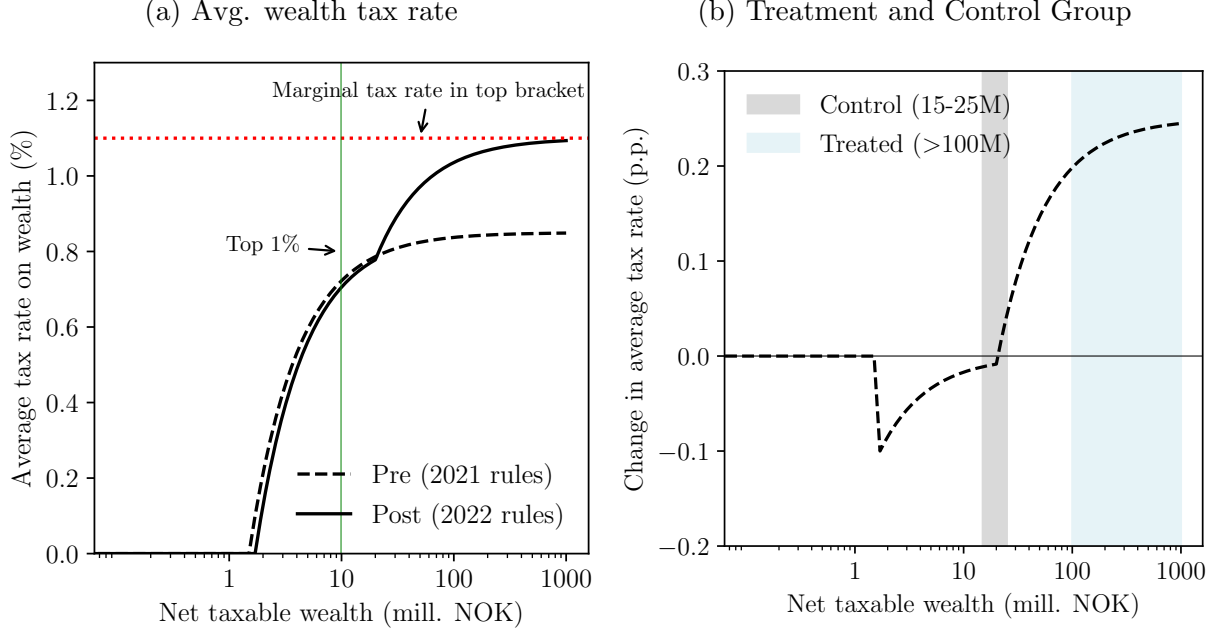 (a) Avg. wealth tax rate
Average tax rate on wealth (%)
1.2
1.0
0.8
0.6
0.4
0.2
0.0
Marginal tax rate in top bracket
Top 1%
Pre (2021 rules)
Post (2022 rules)
1 10 100 1000
Net taxable wealth (mill. NOK)
(b) Treatment and Control Group
Change in average tax rate (p.p.)
0.3
0.2
0.1
0.0
−0.1
−0.2
Control (15-25M)
Treated (>100M)
1 10 100 1000
Net taxable wealth (mill. NOK)